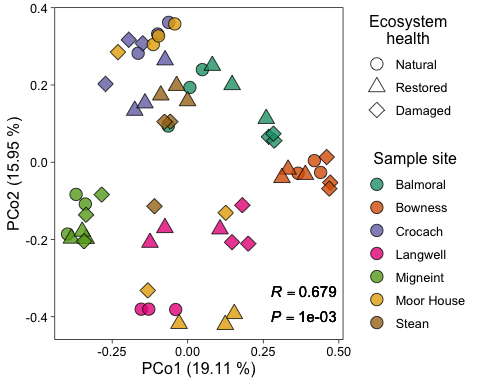 0.4
0.2
0.0
-0.2
-0.4
PCo2 (15.95 %)
-0.25
0.00
0.25
0.50
PCo1 (19.11 %)
R = 0.679
P = 1e-03
Ecosystem
health
Natural
Restored
Damaged
Sample site
Balmoral
Bowness
Crocach
Langwell
Migneint
Moor House
Stean